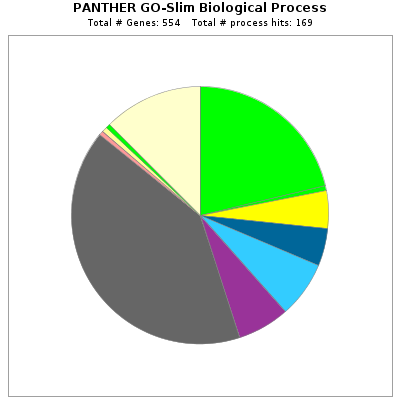 PANTHER GO-Slim Biological Process
Total # Genes: 554 Total # process hits: 169